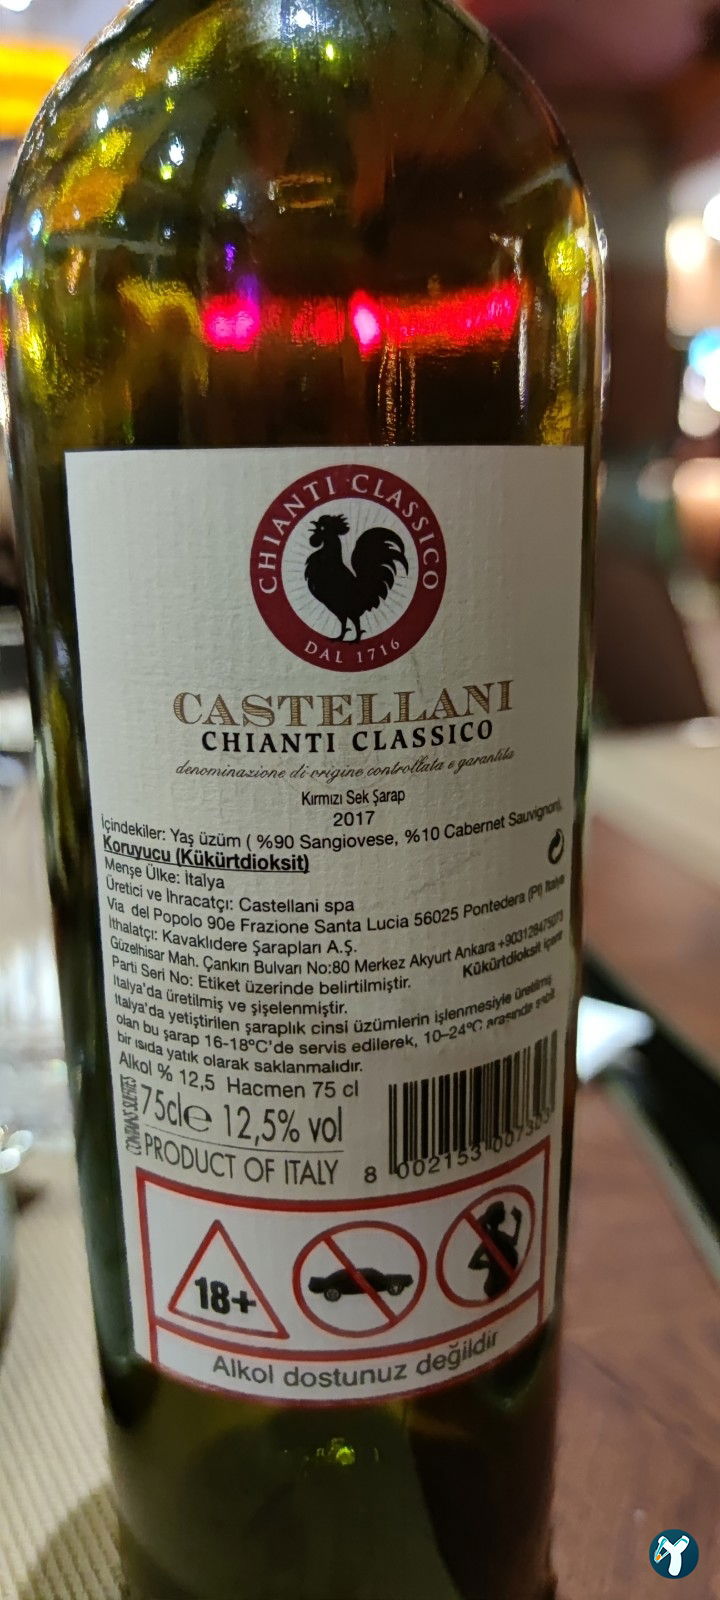 CHIANTI CLASSICO
DAL 1716
CASTELLANI
CHIANTI CLASSICO
denominazione di origine controllata e garantita
Kırmızı Sek Şarap
2017
İçindekiler: Yaş üzüm ( %90 Sangiovese, %10 Cabernet Sauvignon),
Koruyucu (Kükürtdioksit)
Menşe Ülke: İtalya
Üretici ve İhracatçı: Castellani spa
Via del Popolo 90e Frazione Santa Lucia 56025 Pontedera (PI) Italya
İthalatçı: Kavaklıdere Şarapları A.Ş.
Güzelhisar Mah. Çankırı Bulvarı No:80 Merkez Akyurt Ankara
Kükürtdioksit içerir
Parti Seri No: Etiket üzerinde belirtilmiştir.
İtalya'da üretilmiş ve şişelenmiştir.
İtalya'da yetiştirilen şaraplık cinsi üzümlerin işlenmesiyle üretilmiş
olan bu şarap 16-18°C'de servis edilerek, 10–24°C arasında sabit
bir ısıda yatık olarak saklanmalıdır.
Alkol % 12,5 Hacmen 75 cl
CONTAINS SULFITES
75cl e 12,5% vol
PRODUCT OF ITALY
8 002153 007303
18+
Alkol dostunuz değildir